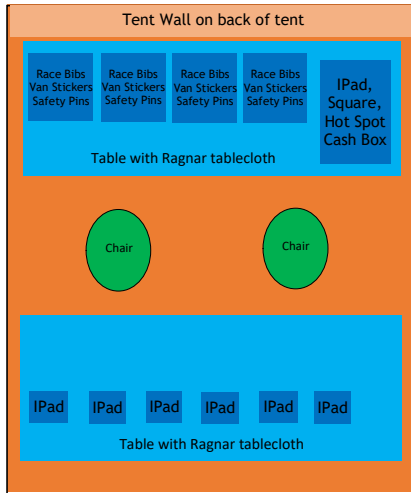 Tent Wall on back of tent
Race Bibs
Van Stickers
Safety Pins
Race Bibs
Van Stickers
Safety Pins
Race Bibs
Van Stickers
Safety Pins
Race Bibs
Van Stickers
Safety Pins
IPad,
Square,
Hot Spot
Cash Box
Table with Ragnar tablecloth
Chair
Chair
IPad
IPad
IPad
IPad
IPad
IPad
Table with Ragnar tablecloth